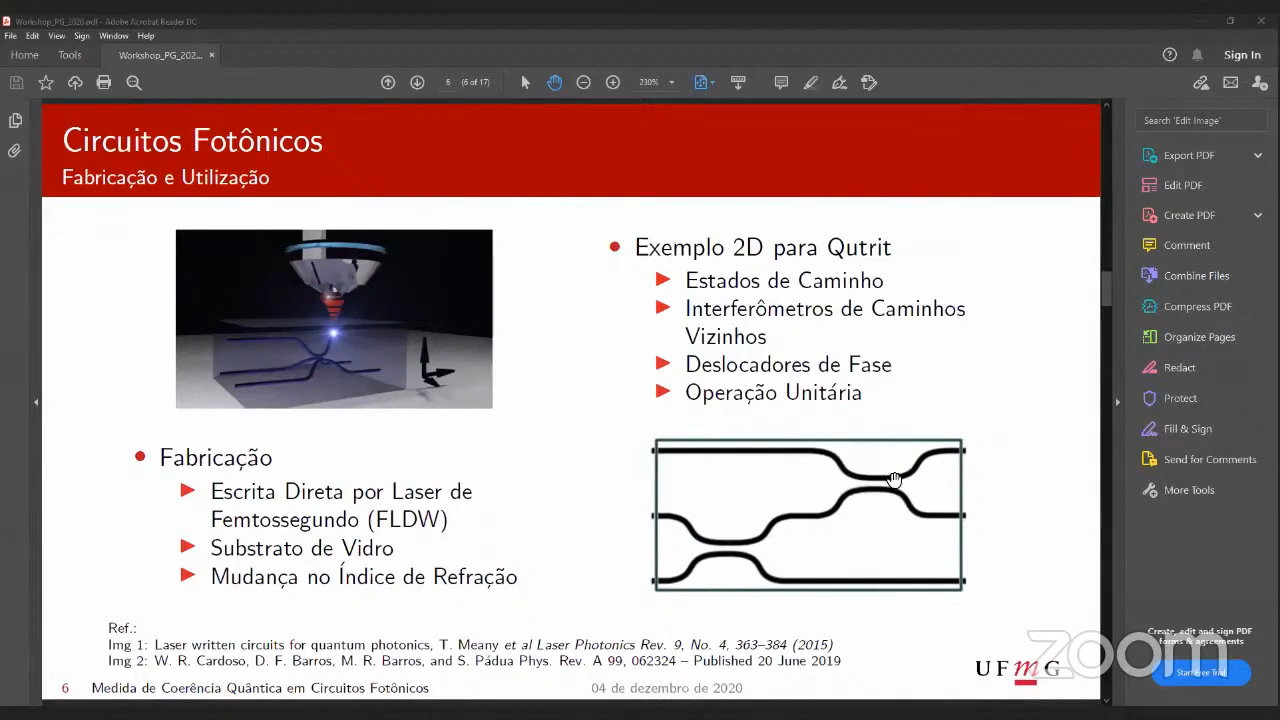 Workshop_PG_2020.pdf - Adobe Acrobat Reader DC
File Edit View Sign Window Help
Home Tools Workshop_PG_202... × Sign In
6 (6 of 17) 230%
Circuitos Fotônicos
Fabricação e Utilização
Exemplo 2D para Qutrit
Estados de Caminho
Interferômetros de Caminhos
Vizinhos
Deslocadores de Fase
Operação Unitária
Fabricação
Escrita Direta por Laser de
Femtossegundo (FLDW)
Substrato de Vidro
Mudança no Índice de Refração
Ref.:
Img 1: Laser written circuits for quantum photonics, T. Meany et al Laser Photonics Rev. 9, No. 4, 363–384 (2015)
Img 2: W. R. Cardoso, D. F. Barros, M. R. Barros, and S. Pádua Phys. Rev. A 99, 062324 – Published 20 June 2019
UFmG
6 Medida de Coerência Quântica em Circuitos Fotônicos 04 de dezembro de 2020
Search 'Edit Image'
Export PDF
Edit PDF
Create PDF
Comment
Combine Files
Compress PDF
Organize Pages
Redact
Protect
Fill & Sign
Send for Comments
More Tools
Create, edit and sign PDF
forms & agreements
Start Free Trial
zoom